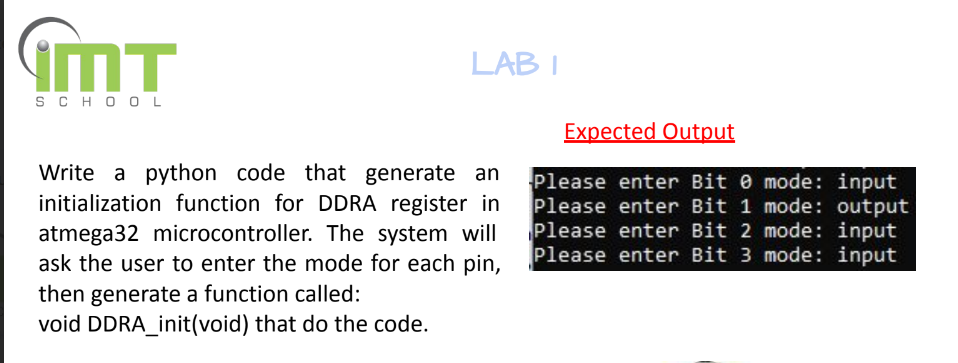 iMT
SCHOOL
LAB 1
Expected Output
Write a python code that generate an
initialization function for DDRA register in
atmega32 microcontroller. The system will
ask the user to enter the mode for each pin,
then generate a function called:
void DDRA_init(void) that do the code.
Please enter Bit 0 mode: input
Please enter Bit 1 mode: output
Please enter Bit 2 mode: input
Please enter Bit 3 mode: input